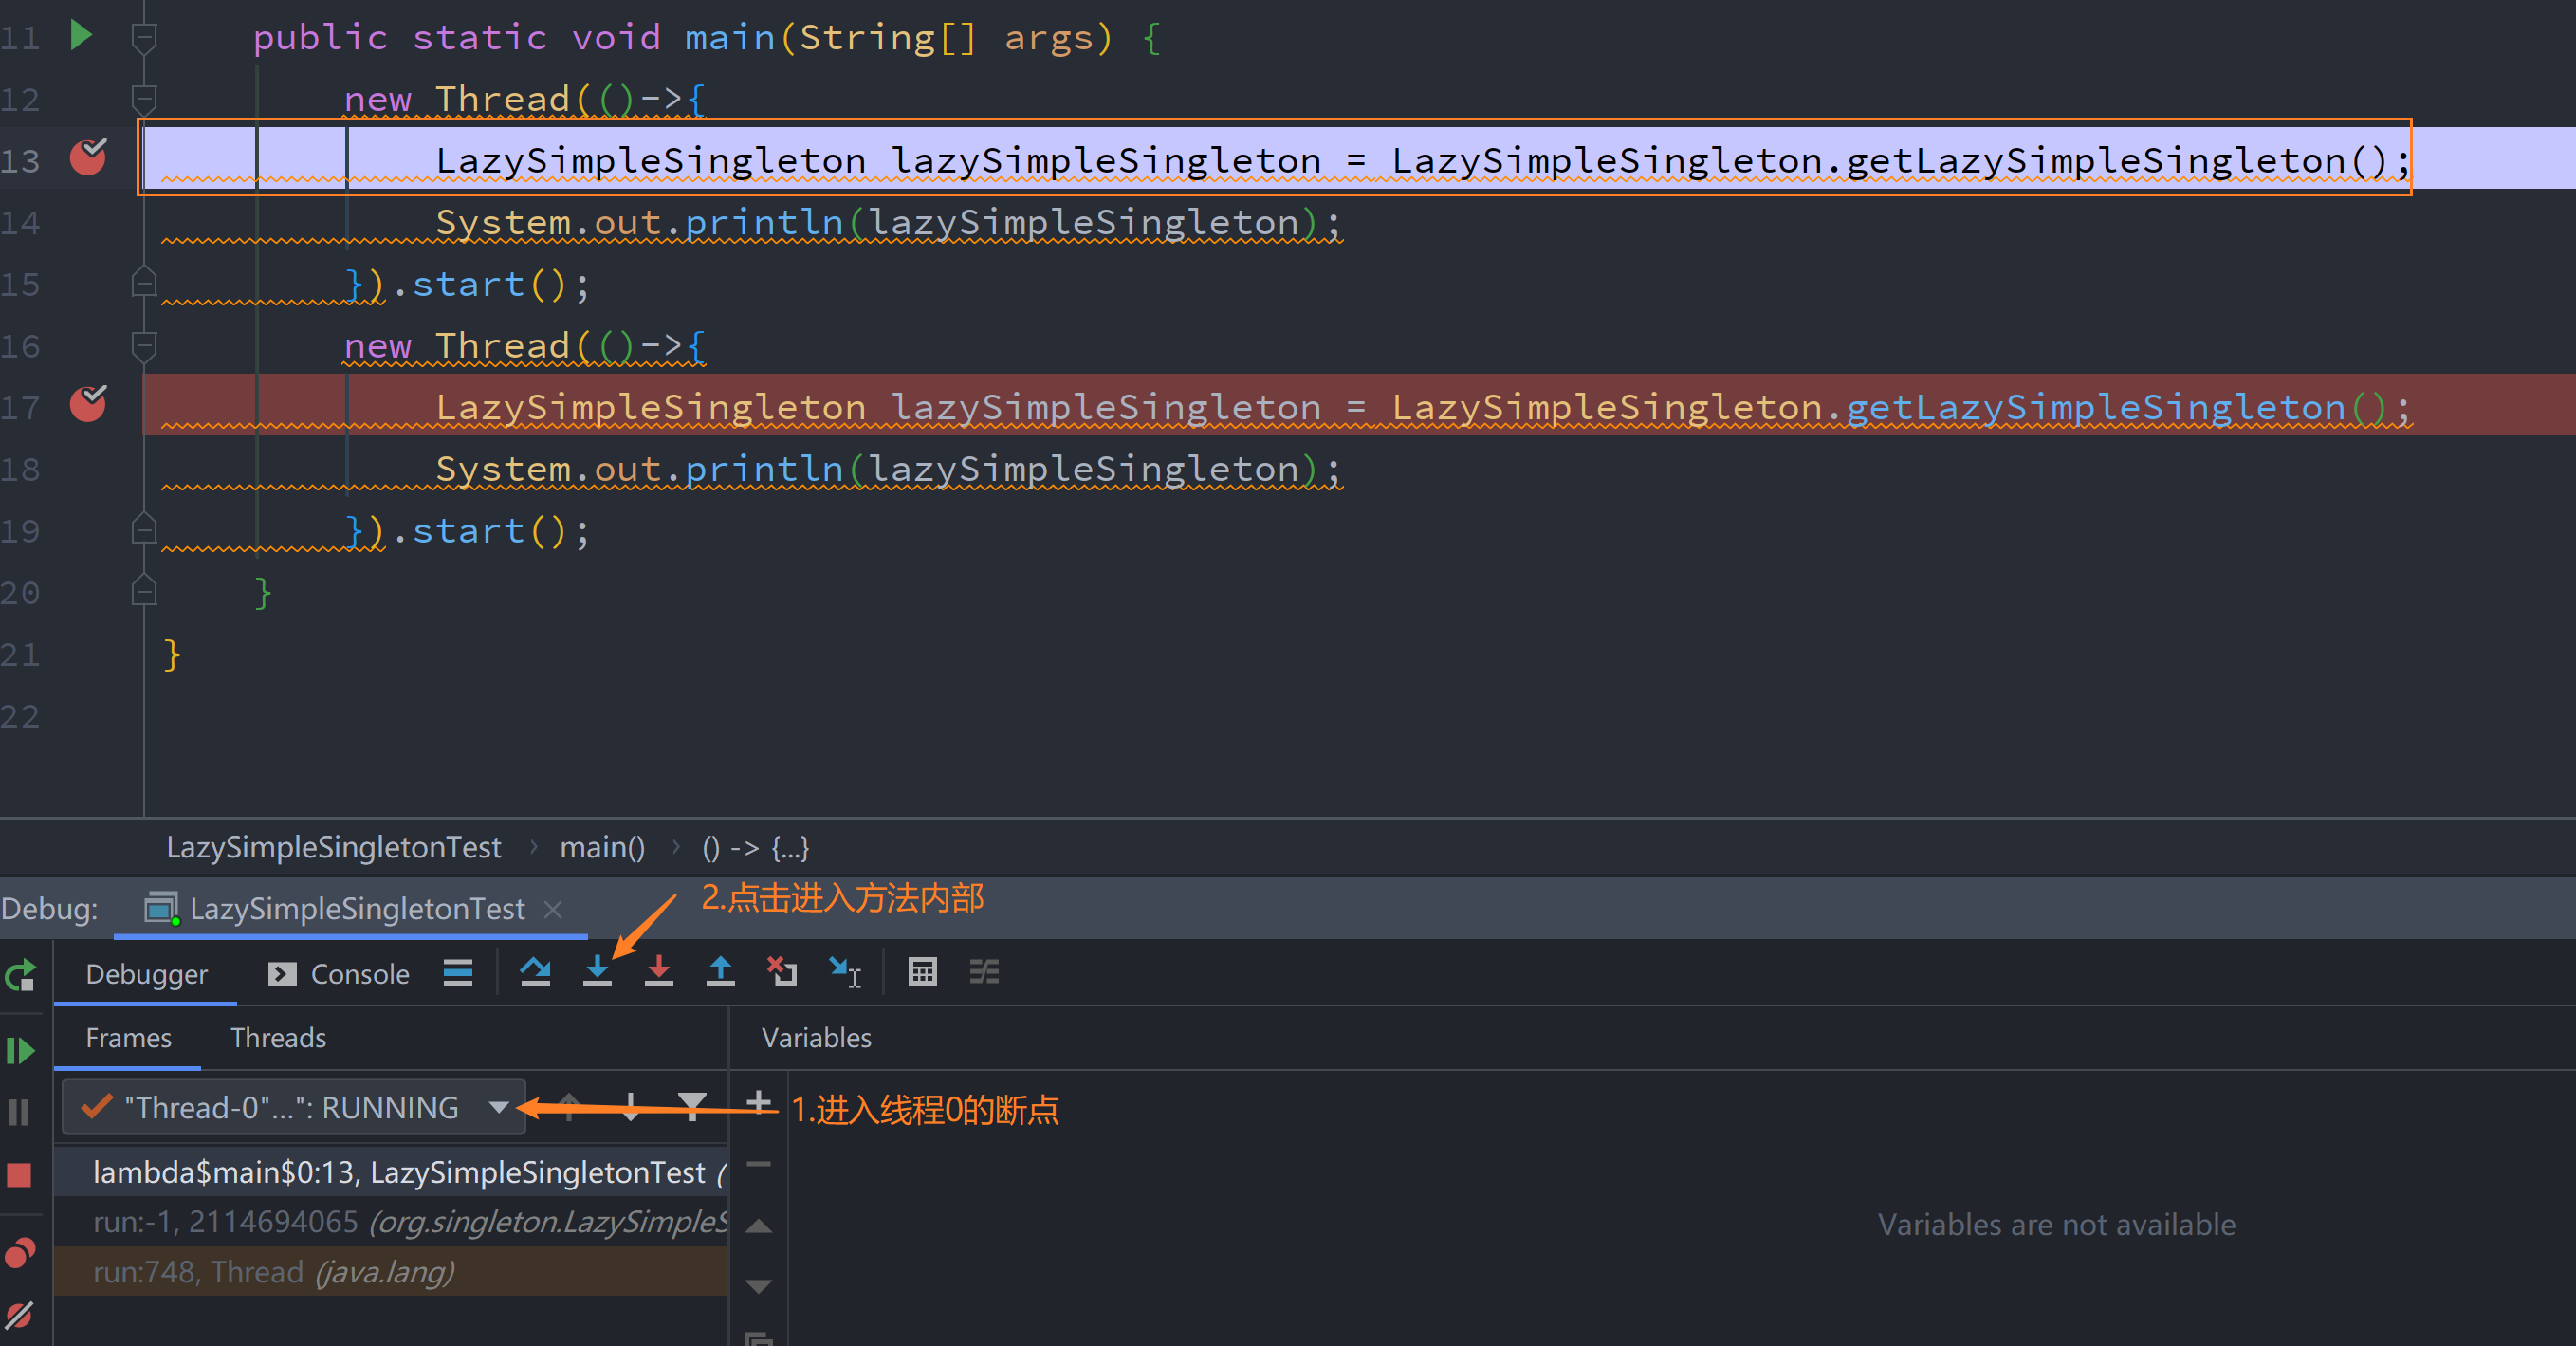 11 public static void main(String[] args) {
12 new Thread(()->{
13 LazySimpleSingleton lazySimpleSingleton = LazySimpleSingleton.getLazySimpleSingleton();
14 System.out.println(lazySimpleSingleton);
15 }).start();
16 new Thread(()->{
17 LazySimpleSingleton lazySimpleSingleton = LazySimpleSingleton.getLazySimpleSingleton();
18 System.out.println(lazySimpleSingleton);
19 }).start();
20 }
21 }
22
LazySimpleSingletonTest › main() › () -> {...}
Debug: LazySimpleSingletonTest ×
2.点击进入方法内部
Debugger Console
Frames Threads Variables
"Thread-0"...": RUNNING
1.进入线程0的断点
lambda$main$0:13, LazySimpleSingletonTest (
run:-1, 2114694065 (org.singleton.LazySimpleS
Variables are not available
run:748, Thread (java.lang)